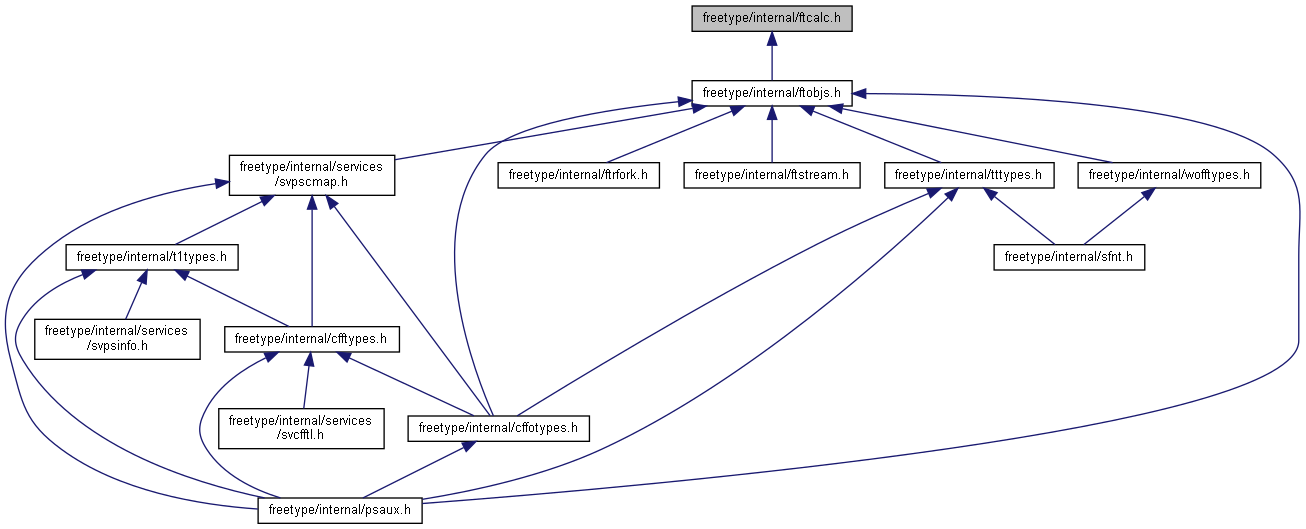 freetype/internal/ftcalc.h
freetype/internal/ftobjs.h
freetype/internal/services
/svpscmap.h
freetype/internal/ftrfork.h
freetype/internal/ftstream.h
freetype/internal/tttypes.h
freetype/internal/wofftypes.h
freetype/internal/t1types.h
freetype/internal/sfnt.h
freetype/internal/services
/svpsinfo.h
freetype/internal/cfftypes.h
freetype/internal/services
/svcfftl.h
freetype/internal/cffotypes.h
freetype/internal/psaux.h